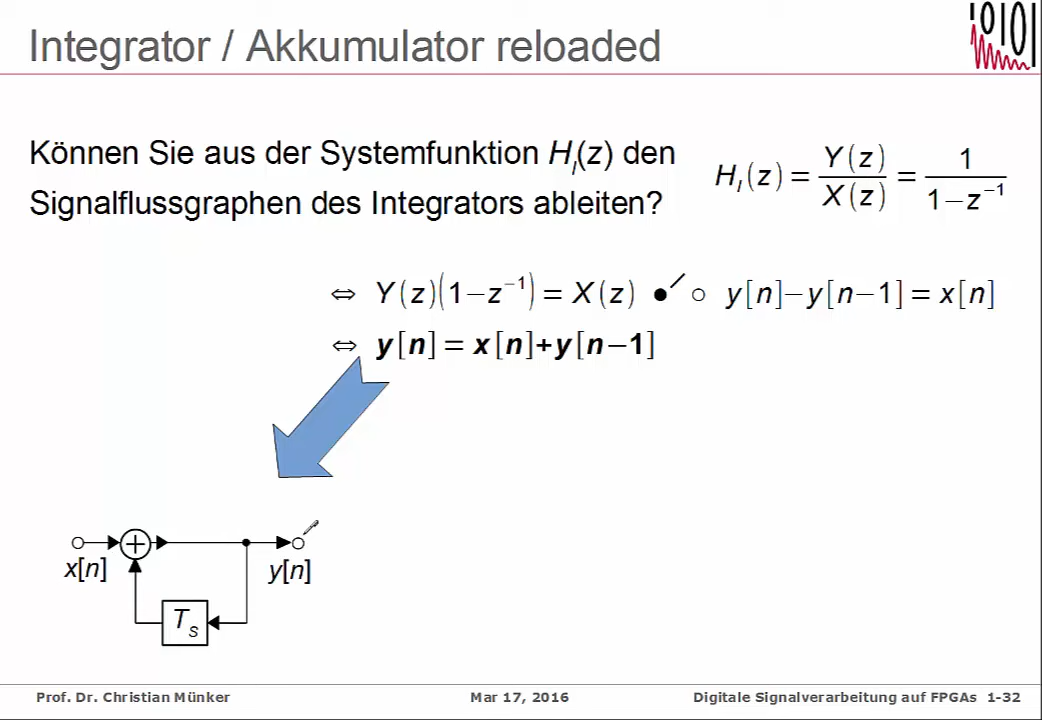 Integrator / Akkumulator reloaded
Können Sie aus der Systemfunktion H_I(z) den
Signalflussgraphen des Integrators ableiten?
H_I(z) = Y(z)/X(z) = 1/(1−z⁻¹)
⇔ Y(z)(1−z⁻¹) = X(z) ●⁄○ y[n]−y[n−1] = x[n]
⇔ y[n] = x[n]+y[n−1]
x[n]
y[n]
T_s
Prof. Dr. Christian Münker Mar 17, 2016 Digitale Signalverarbeitung auf FPGAs 1-32